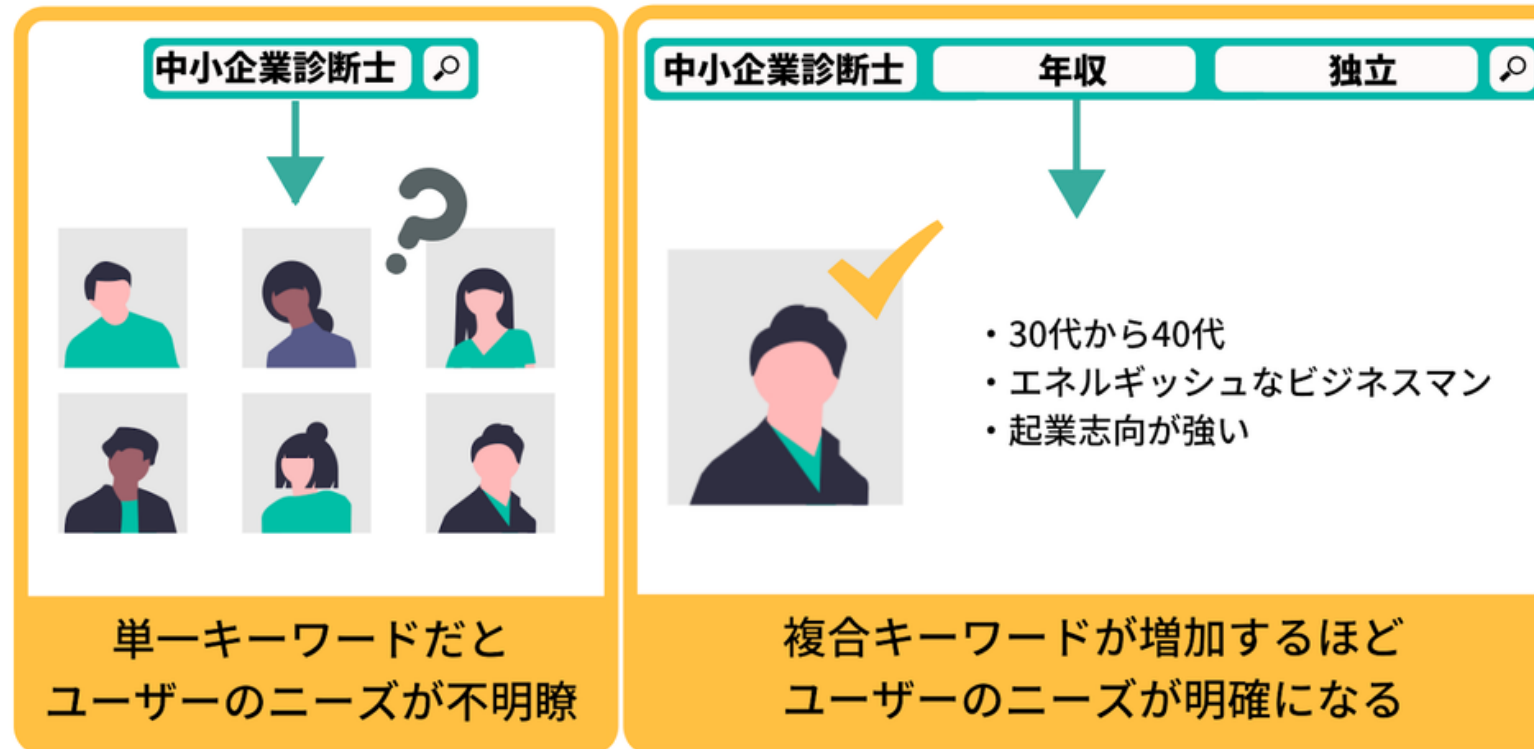 中小企業診断士
単一キーワードだと
ユーザーのニーズが不明瞭
中小企業診断士 年収 独立
・30代から40代
・エネルギッシュなビジネスマン
・起業志向が強い
複合キーワードが増加するほど
ユーザーのニーズが明確になる